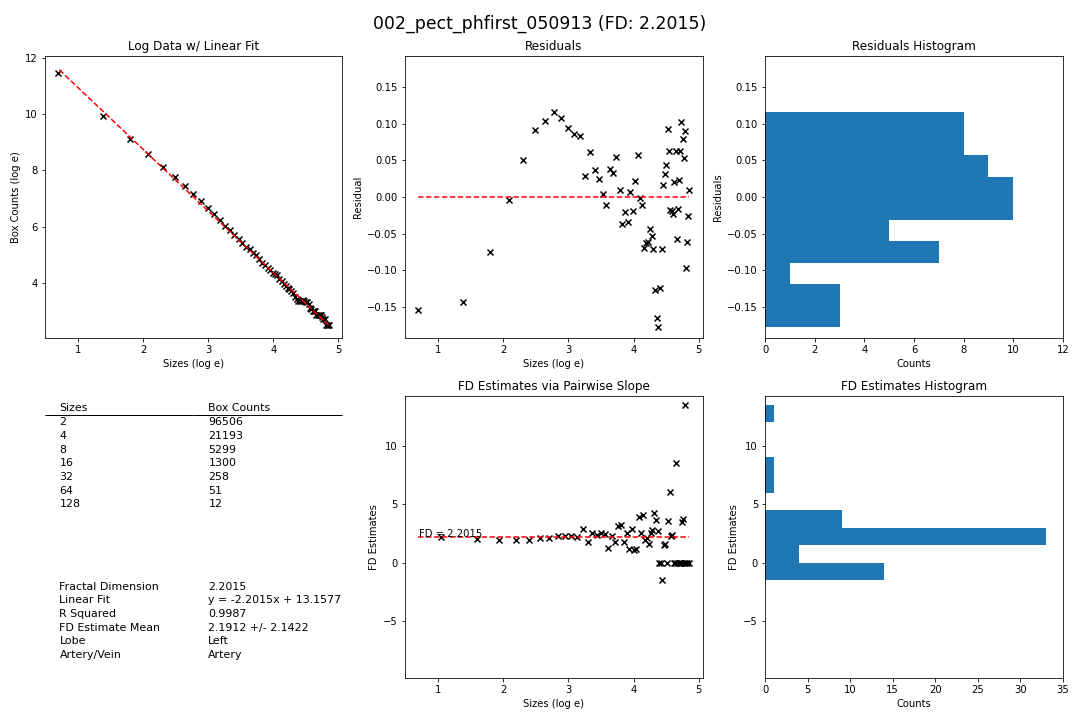 002_pect_phfirst_050913 (FD: 2.2015)
Log Data w/ Linear Fit
12
10
8
6
4
Box Counts (log e)
1 2 3 4 5
Sizes (log e)
Residuals
0.15
0.10
0.05
0.00
−0.05
−0.10
−0.15
Residual
1 2 3 4 5
Sizes (log e)
Residuals Histogram
0.15
0.10
0.05
0.00
−0.05
−0.10
−0.15
Residuals
0 2 4 6 8 10 12
Counts
Sizes Box Counts
2 96506
4 21193
8 5299
16 1300
32 258
64 51
128 12
Fractal Dimension 2.2015
Linear Fit y = -2.2015x + 13.1577
R Squared 0.9987
FD Estimate Mean 2.1912 +/- 2.1422
Lobe Left
Artery/Vein Artery
FD Estimates via Pairwise Slope
10
5
0
−5
FD Estimates
FD = 2.2015
1 2 3 4 5
Sizes (log e)
FD Estimates Histogram
10
5
0
−5
FD Estimates
0 5 10 15 20 25 30 35
Counts